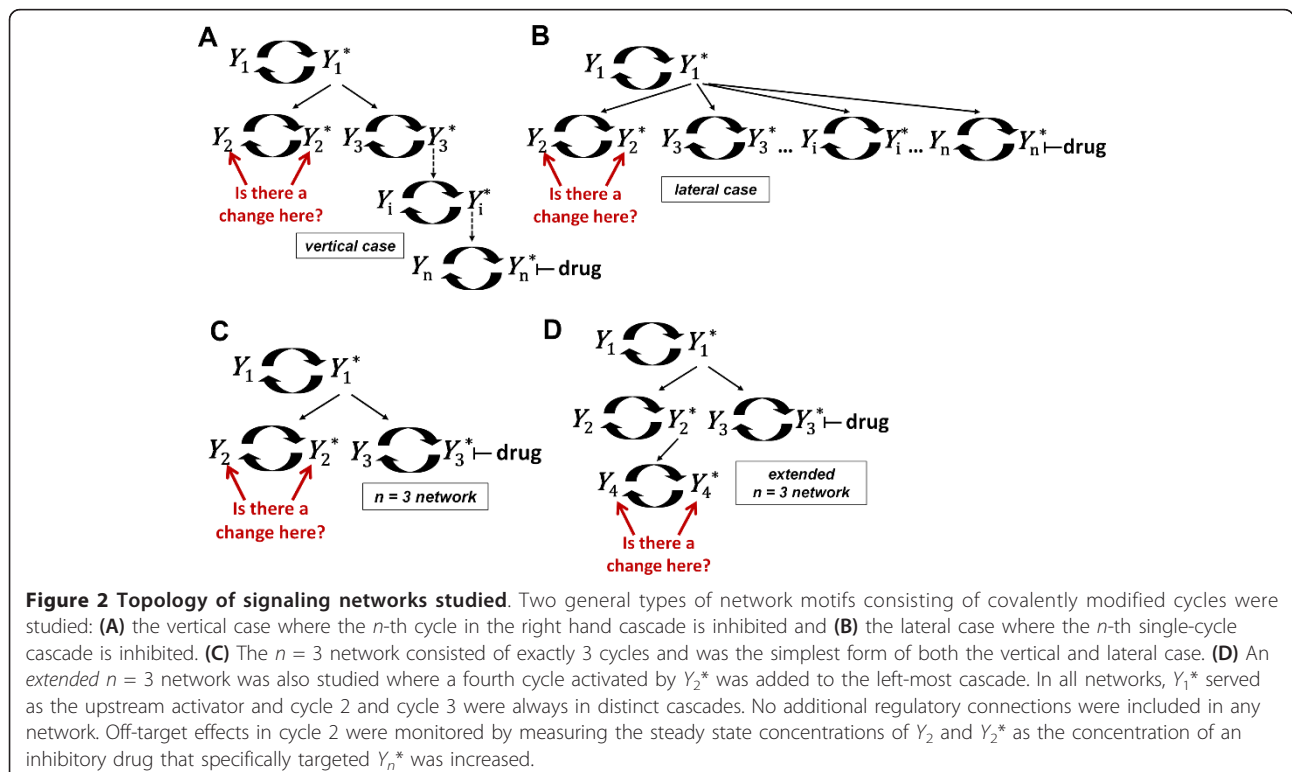 A
Y₁ Y₁*
Y₂ Y₂* Y₃ Y₃*
Is there a
change here?
Yᵢ Yᵢ*
vertical case
Yₙ Yₙ* drug
B
Y₁ Y₁*
Y₂ Y₂* Y₃ Y₃* ... Yᵢ Yᵢ* ... Yₙ Yₙ* drug
Is there a
change here?
lateral case
C
Y₁ Y₁*
Y₂ Y₂* Y₃ Y₃* drug
n = 3 network
Is there a
change here?
D
Y₁ Y₁*
Y₂ Y₂* Y₃ Y₃* drug
Y₄ Y₄*
extended
n = 3 network
Is there a
change here?
Figure 2 Topology of signaling networks studied. Two general types of network motifs consisting of covalently modified cycles were
studied: (A) the vertical case where the n-th cycle in the right hand cascade is inhibited and (B) the lateral case where the n-th single-cycle
cascade is inhibited. (C) The n = 3 network consisted of exactly 3 cycles and was the simplest form of both the vertical and lateral case. (D) An
extended n = 3 network was also studied where a fourth cycle activated by Y₂* was added to the left-most cascade. In all networks, Y₁* served
as the upstream activator and cycle 2 and cycle 3 were always in distinct cascades. No additional regulatory connections were included in any
network. Off-target effects in cycle 2 were monitored by measuring the steady state concentrations of Y₂ and Y₂* as the concentration of an
inhibitory drug that specifically targeted Yₙ* was increased.